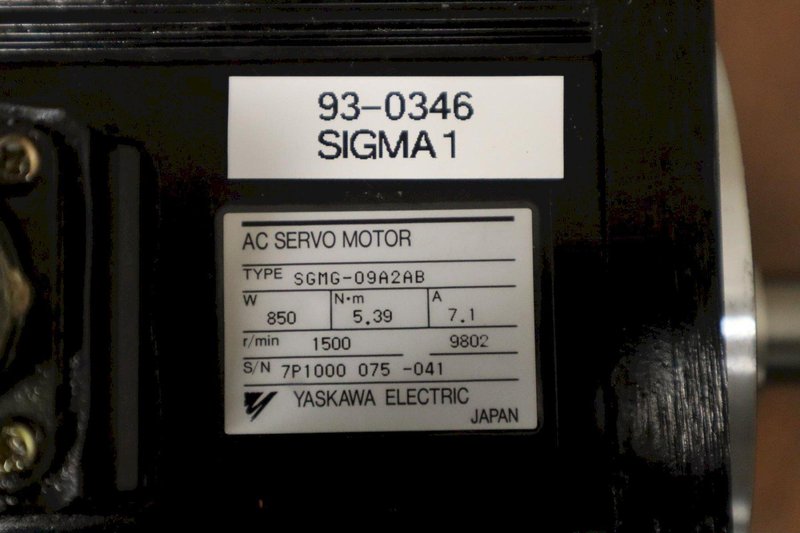 93-0346
SIGMA 1
AC SERVO MOTOR
TYPE SGMG-09A2AB
W 850 N·m 5.39 A 7.1
r/min 1500 9802
S/N 7P1000 075 -041
YASKAWA ELECTRIC
JAPAN